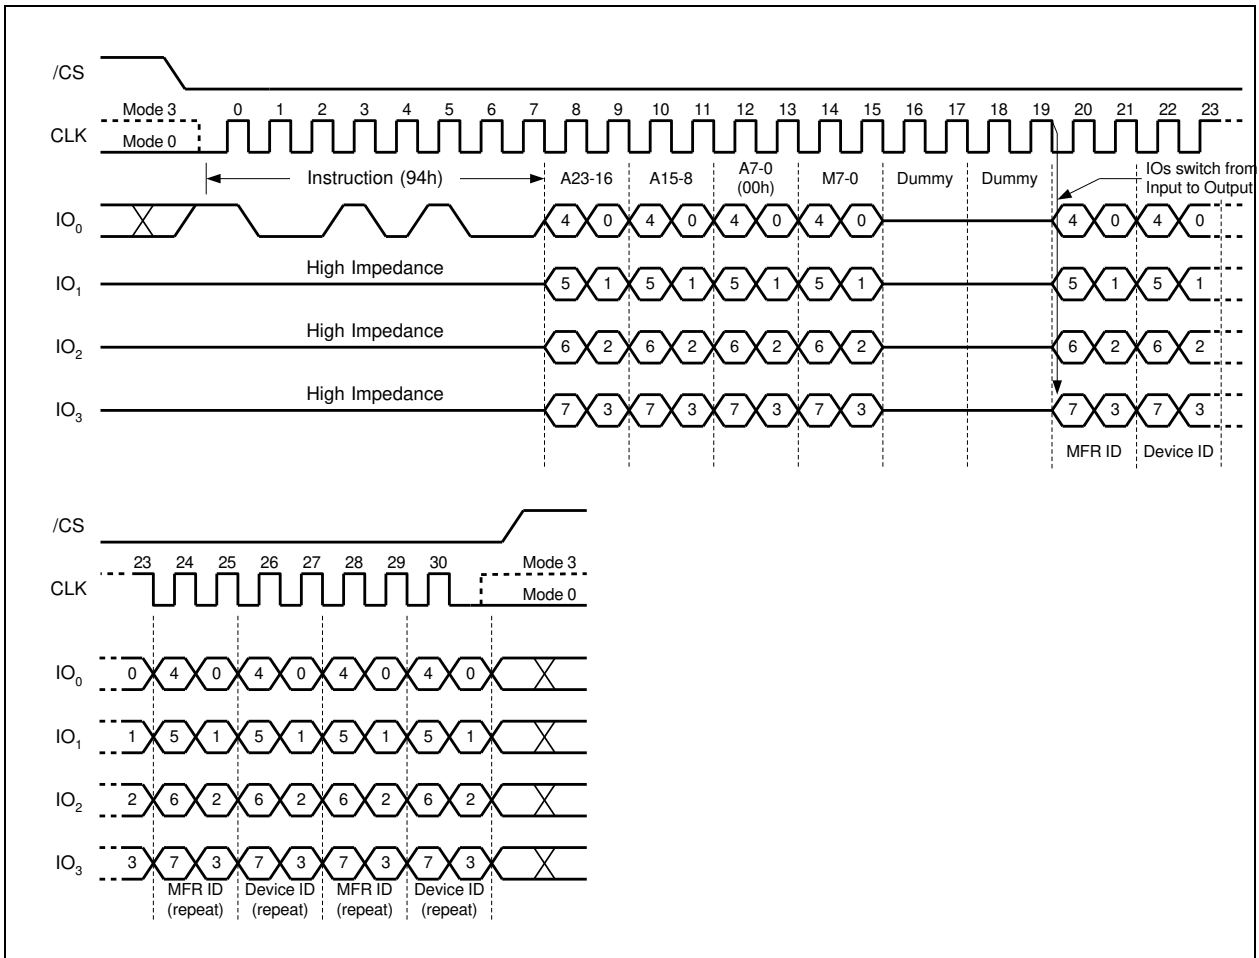 /CS
Mode 3 0 1 2 3 4 5 6 7 8 9 10 11 12 13 14 15 16 17 18 19 20 21 22 23
CLK
Mode 0
Instruction (94h) A23-16 A15-8 A7-0 (00h) M7-0 Dummy Dummy IOs switch from Input to Output
IO0 4 0 4 0 4 0 4 0 4 0 4 0
High Impedance
IO1 5 1 5 1 5 1 5 1 5 1 5 1
High Impedance
IO2 6 2 6 2 6 2 6 2 6 2 6 2
High Impedance
IO3 7 3 7 3 7 3 7 3 7 3 7 3
MFR ID Device ID
/CS
23 24 25 26 27 28 29 30 Mode 3
CLK
Mode 0
IO0 0 4 0 4 0 4 0 4 0
IO1 1 5 1 5 1 5 1 5 1
IO2 2 6 2 6 2 6 2 6 2
IO3 3 7 3 7 3 7 3 7 3
MFR ID Device ID MFR ID Device ID
(repeat) (repeat) (repeat) (repeat)